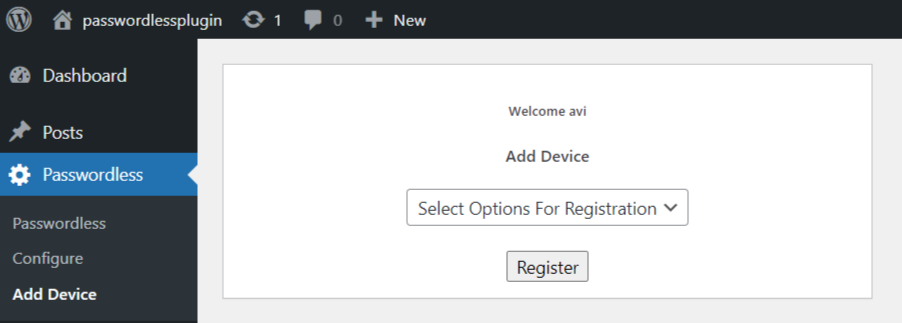 passwordlessplugin 1 0 New
Dashboard
Posts
Passwordless
Passwordless
Configure
Add Device
Welcome avi
Add Device
Select Options For Registration
Register